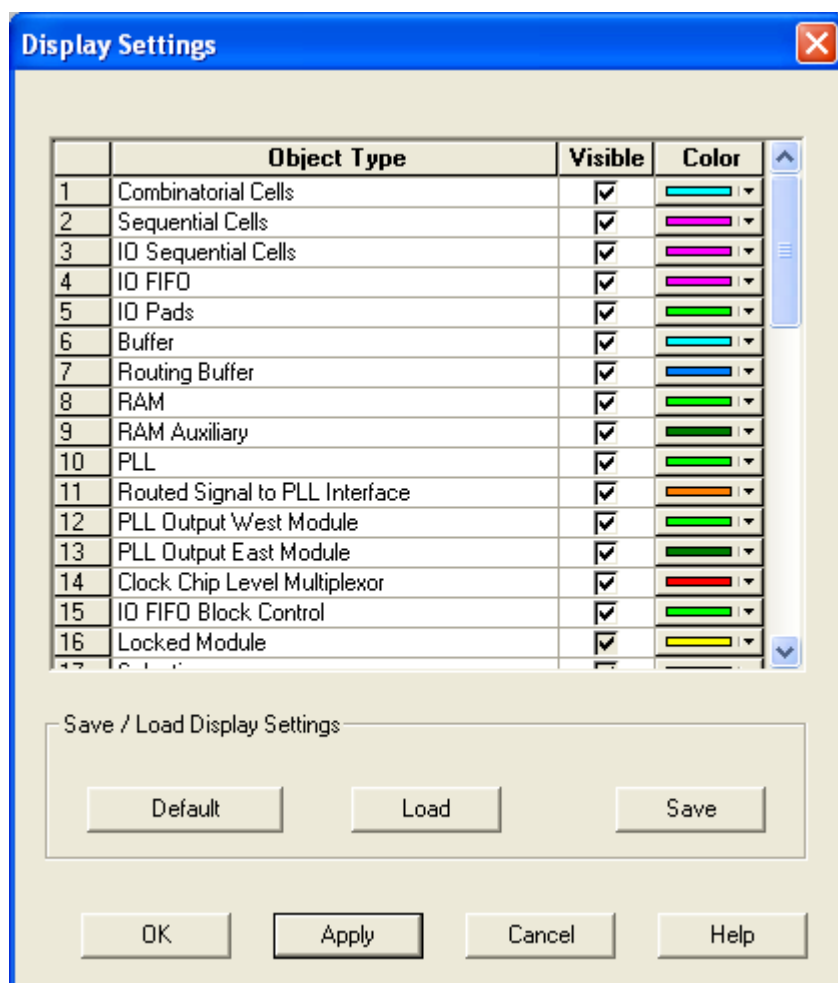 Display Settings
Object Type Visible Color
1 Combinatorial Cells
2 Sequential Cells
3 IO Sequential Cells
4 IO FIFO
5 IO Pads
6 Buffer
7 Routing Buffer
8 RAM
9 RAM Auxiliary
10 PLL
11 Routed Signal to PLL Interface
12 PLL Output West Module
13 PLL Output East Module
14 Clock Chip Level Multiplexor
15 IO FIFO Block Control
16 Locked Module
Save / Load Display Settings
Default Load Save
OK Apply Cancel Help